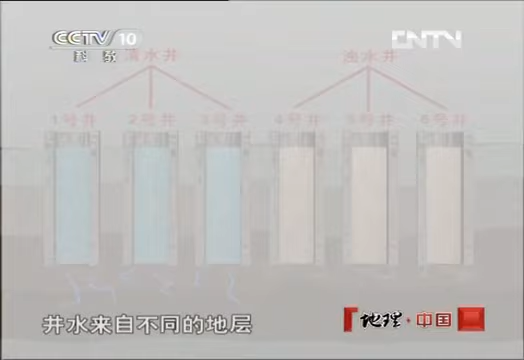 CCTV 10
科教
CNTV
清水井
浊水井
1号井
2号井
3号井
4号井
5号井
6号井
井水来自不同的地层
地理·中国